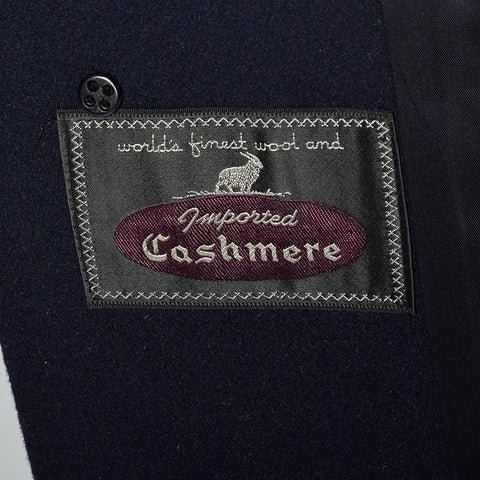 world's finest wool and
Imported
Cashmere